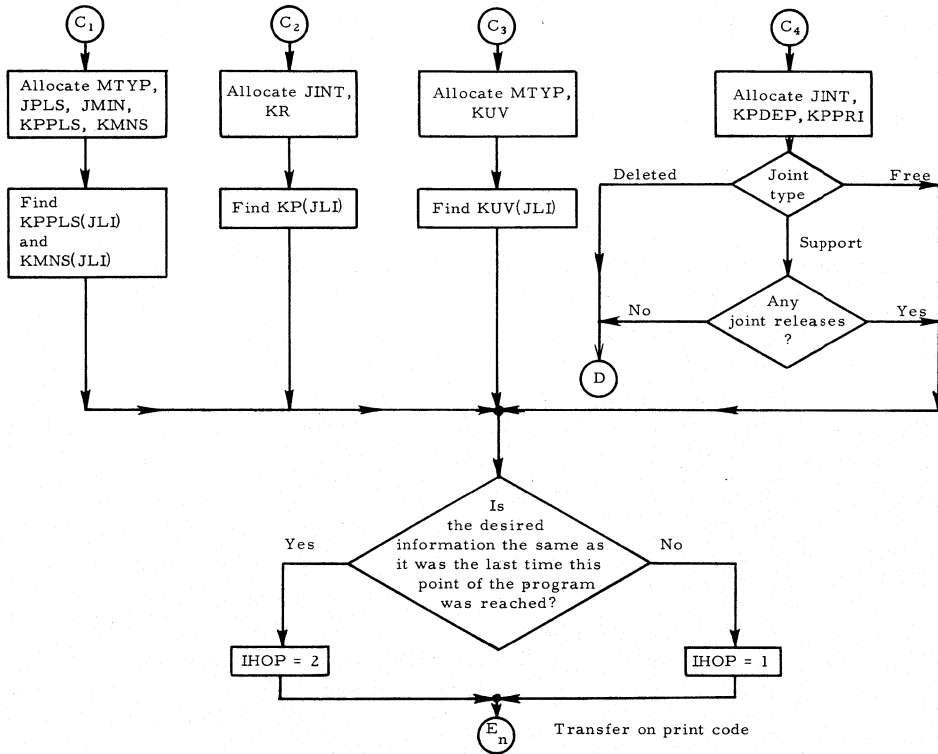 C1
C2
C3
C4
Allocate MTYP,
JPLS, JMIN,
KPPLS, KMNS
Allocate JINT,
KR
Allocate MTYP,
KUV
Allocate JINT,
KPDEP, KPPRI
Deleted
Joint
type
Free
Find
KPPLS(JLI)
and
KMNS(JLI)
Find KP(JLI)
Find KUV(JLI)
Support
No
Any
joint releases
?
Yes
D
Is
the desired
information the same as
it was the last time this
point of the program
was reached?
Yes
No
IHOP = 2
IHOP = 1
En
Transfer on print code